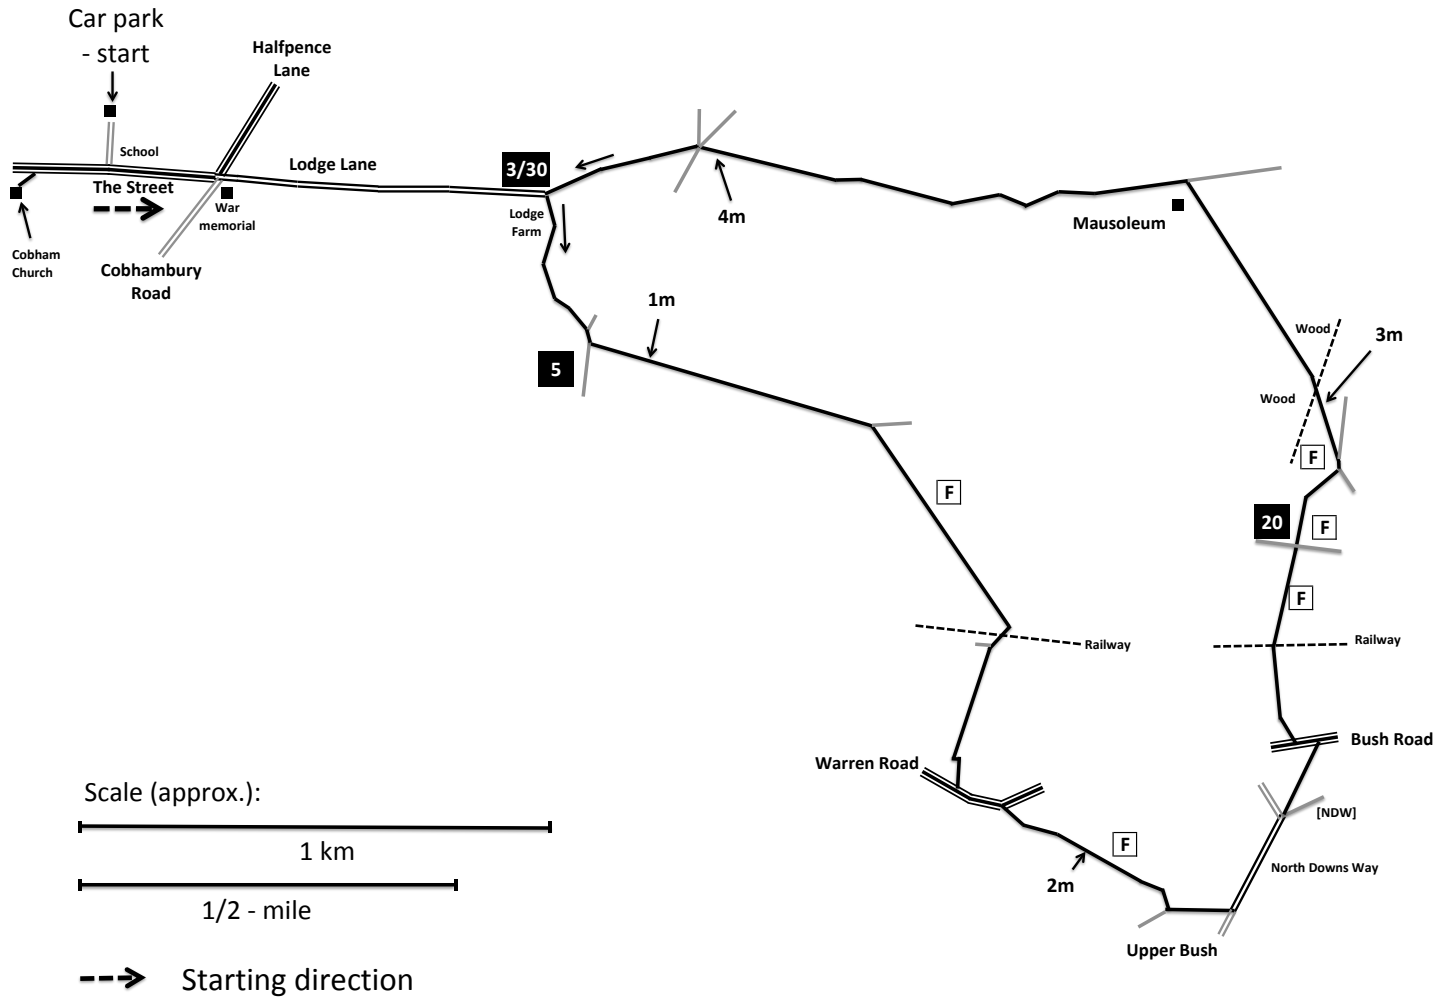 Car park
- start
Halfpence
Lane
School
Lodge Lane
3/30
The Street
War
memorial
Lodge
Farm
4m
Mausoleum
Cobham
Church
Cobhambury
Road
1m
Wood
3m
5
Wood
F
F
20
F
F
Railway
Railway
Bush Road
Warren Road
Scale (approx.):
[NDW]
1 km
F
North Downs Way
2m
1/2 - mile
Upper Bush
Starting direction